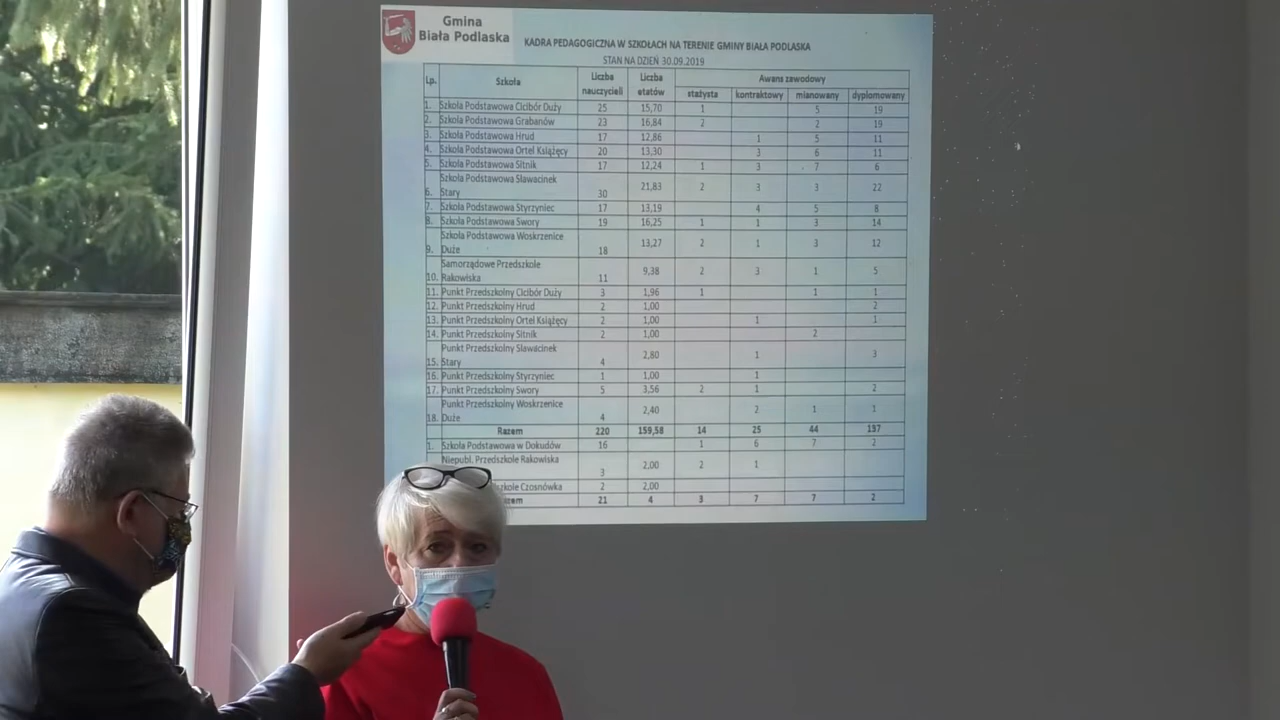 Gmina
Biała Podlaska
KADRA PEDAGOGICZNA W SZKOŁACH NA TERENIE GMINY BIAŁA PODLASKA
STAN NA DZIEŃ 30.09.2019
Lp. Szkoła Liczba nauczycieli Liczba etatów Awans zawodowy
stażysta kontraktowy mianowany dyplomowany
1. Szkoła Podstawowa Cicibór Duży 25 15,70 1 5 19
2. Szkoła Podstawowa Grabanów 23 16,84 2 2 19
3. Szkoła Podstawowa Hrud 17 12,86 1 5 11
4. Szkoła Podstawowa Ortel Książęcy 20 13,30 3 6 11
5. Szkoła Podstawowa Sitnik 17 12,24 1 3 7 6
6. Szkoła Podstawowa Sławacinek Stary 30 21,83 2 3 3 22
7. Szkoła Podstawowa Styrzyniec 17 13,19 4 5 8
8. Szkoła Podstawowa Swory 19 16,25 1 1 3 14
9. Szkoła Podstawowa Woskrzenice Duże 18 13,27 2 1 3 12
10. Samorządowe Przedszkole Rakowiska 11 9,38 2 3 1 5
11. Punkt Przedszkolny Cicibór Duży 3 1,96 1 1 1
12. Punkt Przedszkolny Hrud 2 1,00 2
13. Punkt Przedszkolny Ortel Książęcy 2 1,00 1 1
14. Punkt Przedszkolny Sitnik 2 1,00 2
15. Punkt Przedszkolny Sławacinek Stary 4 2,80 1 3
16. Punkt Przedszkolny Styrzyniec 1 1,00 1
17. Punkt Przedszkolny Swory 5 3,56 2 1 2
18. Punkt Przedszkolny Woskrzenice Duże 4 2,40 2 1 1
Razem 220 159,58 14 25 44 137
1. Szkoła Podstawowa w Dokudów 16 1 6 7 2
Niepubl. Przedszkole Rakowiska 3 2,00 2 1
Czosnówka 2 2,00
21 4 3 7 7 2